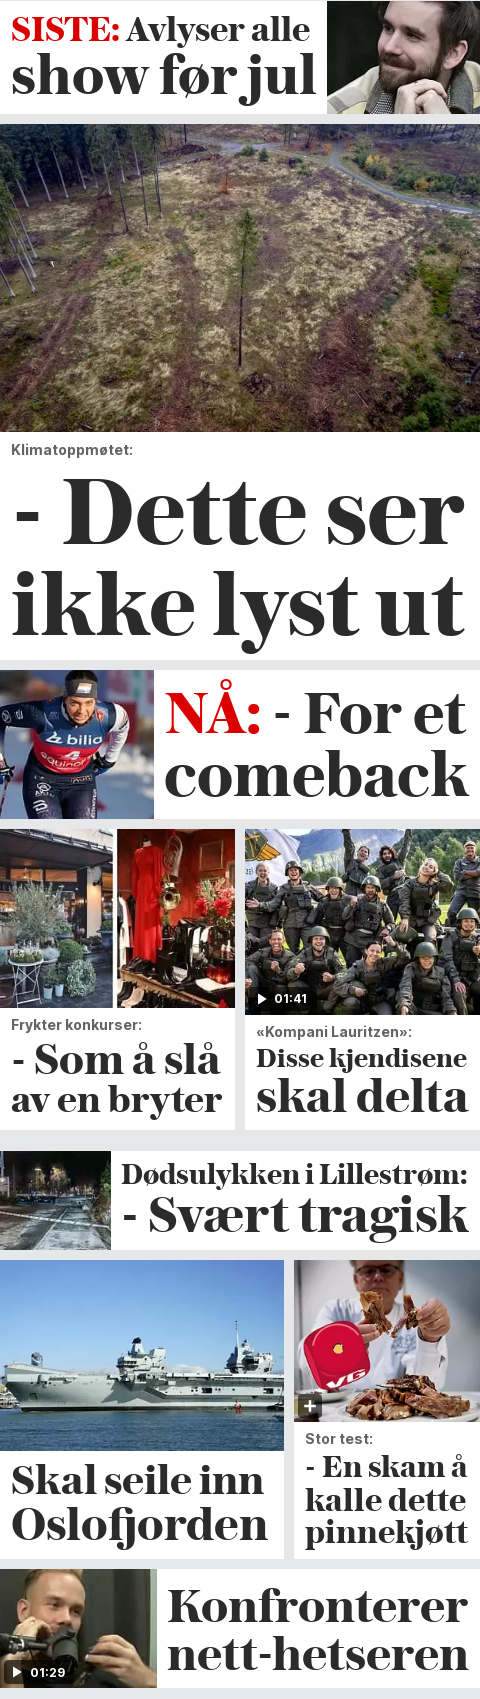 SISTE: Avlyser alle
show før jul
Klimatoppmøtet:
- Dette ser
ikke lyst ut
bilia
equinor
NÅ: - For et
comeback
Frykter konkurser:
- Som å slå
av en bryter
01:41
«Kompani Lauritzen»:
Disse kjendisene
skal delta
Dødsulykken i Lillestrøm:
- Svært tragisk
Skal seile inn
Oslofjorden
VG
Stor test:
- En skam å
kalle dette
pinnekjøtt
01:29
Konfronterer
nett-hetseren